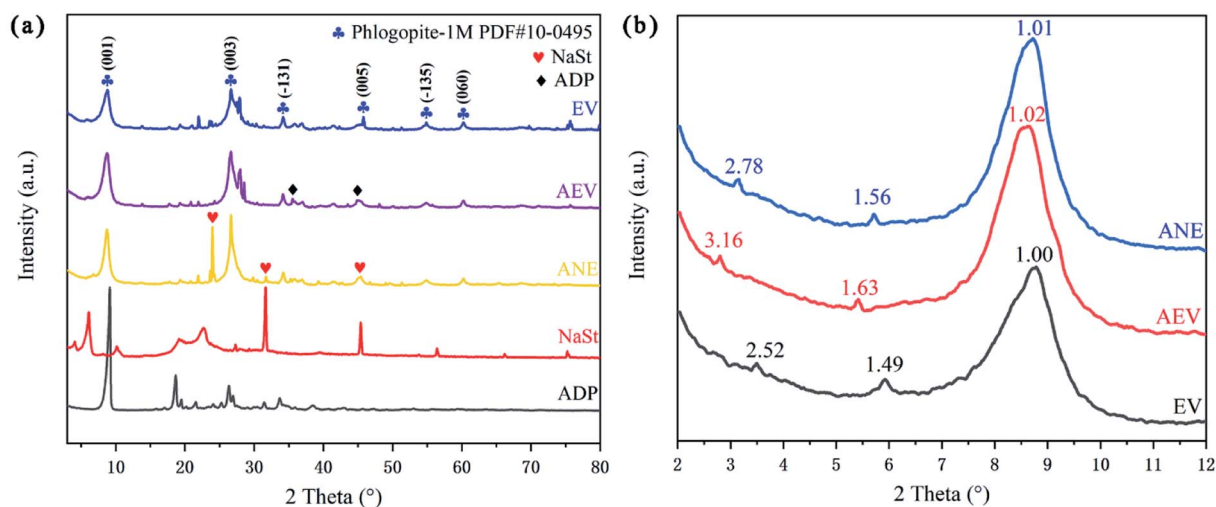 (a)
Intensity (a.u.)
(001)
(003)
(-131)
(005)
(-135)
(060)
♣ Phlogopite-1M PDF#10-0495
♥ NaSt
♦ ADP
EV
AEV
ANE
NaSt
ADP
10 20 30 40 50 60 70 80
2 Theta (°)
(b)
Intensity (a.u.)
1.01
2.78
1.56
ANE
1.02
3.16
1.63
AEV
1.00
2.52
1.49
EV
2 3 4 5 6 7 8 9 10 11 12
2 Theta (°)